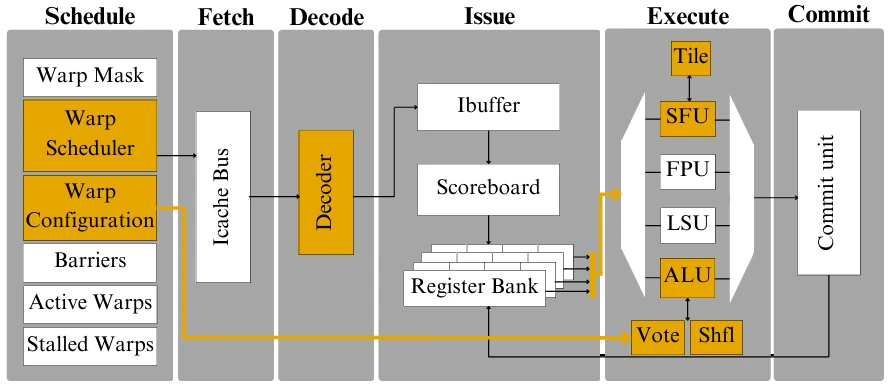 Schedule
Fetch
Decode
Issue
Execute
Commit
Warp Mask
Warp
Scheduler
Warp
Configuration
Barriers
Active Warps
Stalled Warps
Icache Bus
Decoder
Ibuffer
Scoreboard
Register Bank
Tile
SFU
FPU
LSU
ALU
Vote
Shfl
Commit unit